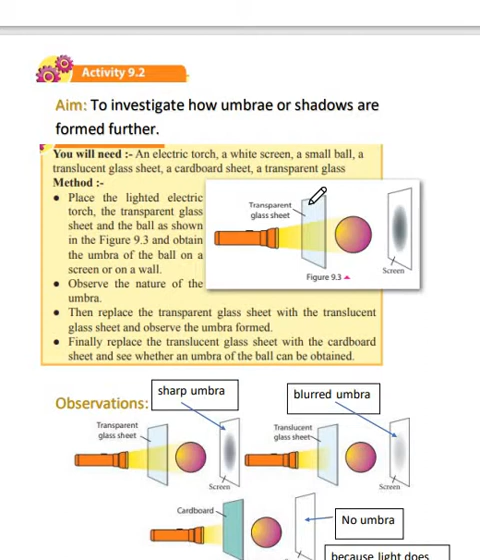 Activity 9.2
Aim: To investigate how umbrae or shadows are
formed further.
You will need :- An electric torch, a white screen, a small ball, a
translucent glass sheet, a cardboard sheet, a transparent glass
Method :-
• Place the lighted electric
torch, the transparent glass
sheet and the ball as shown
in the Figure 9.3 and obtain
the umbra of the ball on a
screen or on a wall.
Transparent
glass sheet
Screen
Figure 9.3
• Observe the nature of the
umbra.
• Then replace the transparent glass sheet with the translucent
glass sheet and observe the umbra formed.
• Finally replace the translucent glass sheet with the cardboard
sheet and see whether an umbra of the ball can be obtained.
Observations:
sharp umbra
blurred umbra
Transparent
glass sheet
Screen
Translucent
glass sheet
Screen
Cardboard
No umbra
because light does